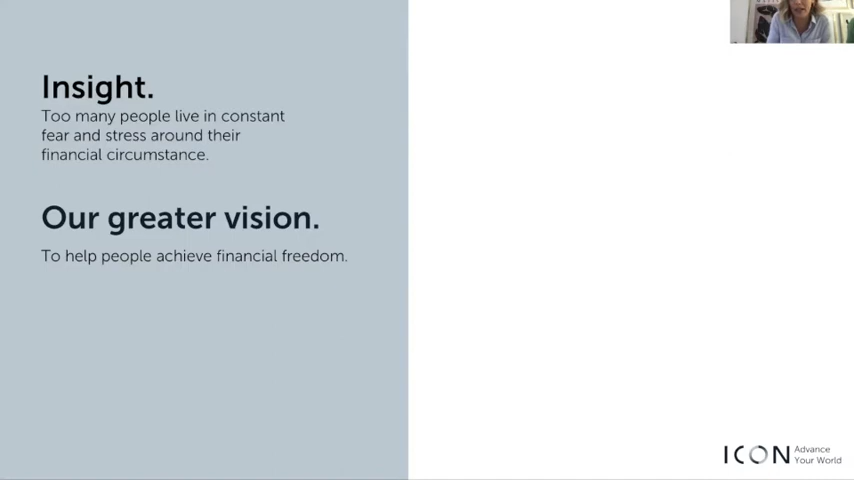 Insight.
Too many people live in constant
fear and stress around their
financial circumstance.
Our greater vision.
To help people achieve financial freedom.
ICON Advance
Your World